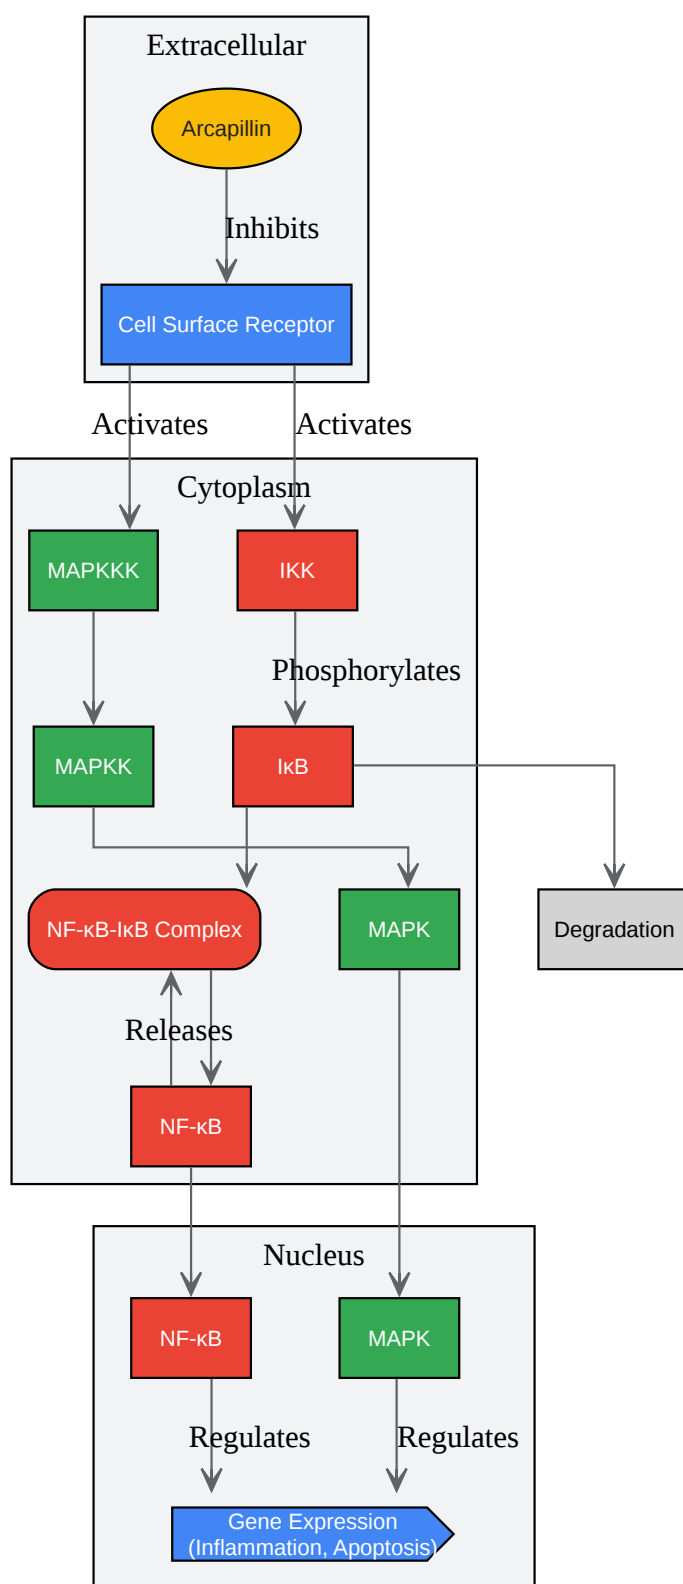 Extracellular
Arcapillin
Inhibits
Cell Surface Receptor
Activates
Activates
Cytoplasm
MAPKKK
IKK
Phosphorylates
MAPKK
IκB
NF-κB-IκB Complex
MAPK
Degradation
Releases
NF-κB
Nucleus
NF-κB
MAPK
Regulates
Regulates
Gene Expression
(Inflammation, Apoptosis)